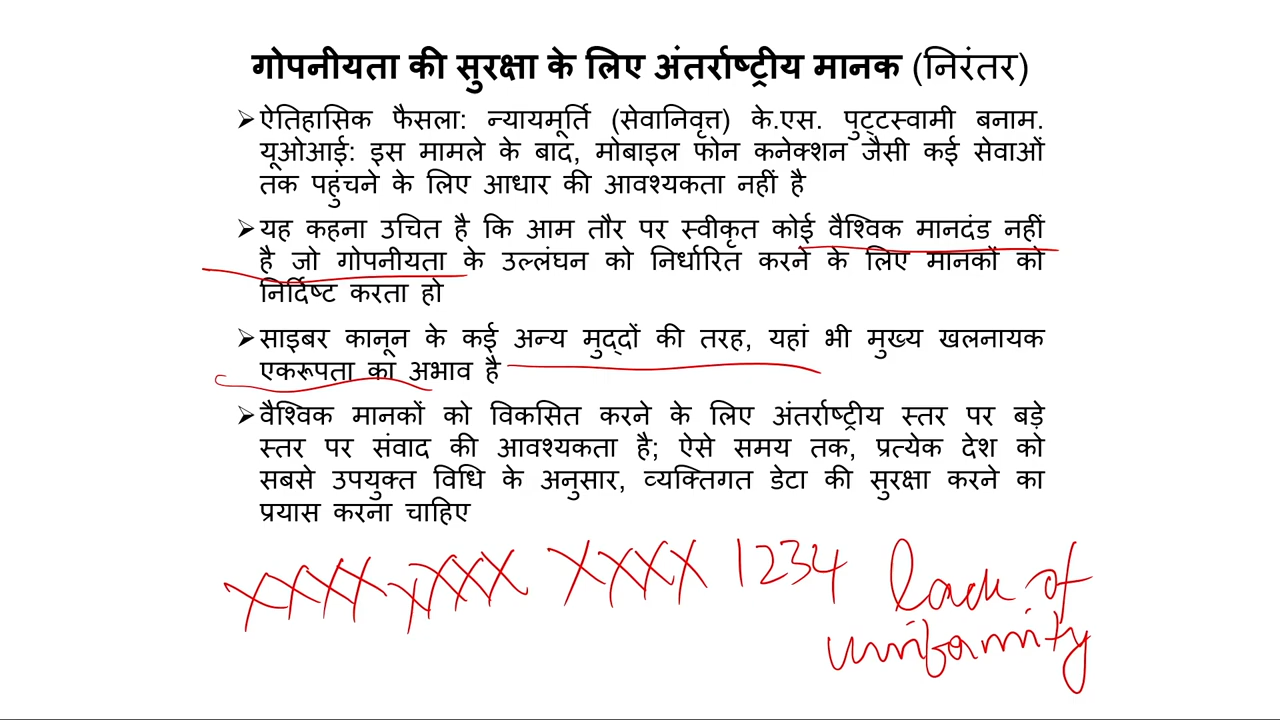 गोपनीयता की सुरक्षा के लिए अंतर्राष्ट्रीय मानक (निरंतर)
➢ऐतिहासिक फैसला: न्यायमूर्ति (सेवानिवृत्त) के.एस. पुट्टस्वामी बनाम.
यूओआई: इस मामले के बाद, मोबाइल फोन कनेक्शन जैसी कई सेवाओं
तक पहुंचने के लिए आधार की आवश्यकता नहीं है
➢यह कहना उचित है कि आम तौर पर स्वीकृत कोई वैश्विक मानदंड नहीं
है जो गोपनीयता के उल्लंघन को निर्धारित करने के लिए मानकों को
निर्दिष्ट करता हो
➢साइबर कानून के कई अन्य मुद्दों की तरह, यहां भी मुख्य खलनायक
एकरूपता का अभाव है
➢वैश्विक मानकों को विकसित करने के लिए अंतर्राष्ट्रीय स्तर पर बड़े
स्तर पर संवाद की आवश्यकता है; ऐसे समय तक, प्रत्येक देश को
सबसे उपयुक्त विधि के अनुसार, व्यक्तिगत डेटा की सुरक्षा करने का
प्रयास करना चाहिए
XXXX XXXX XXXX 1234 lack of
uniformity